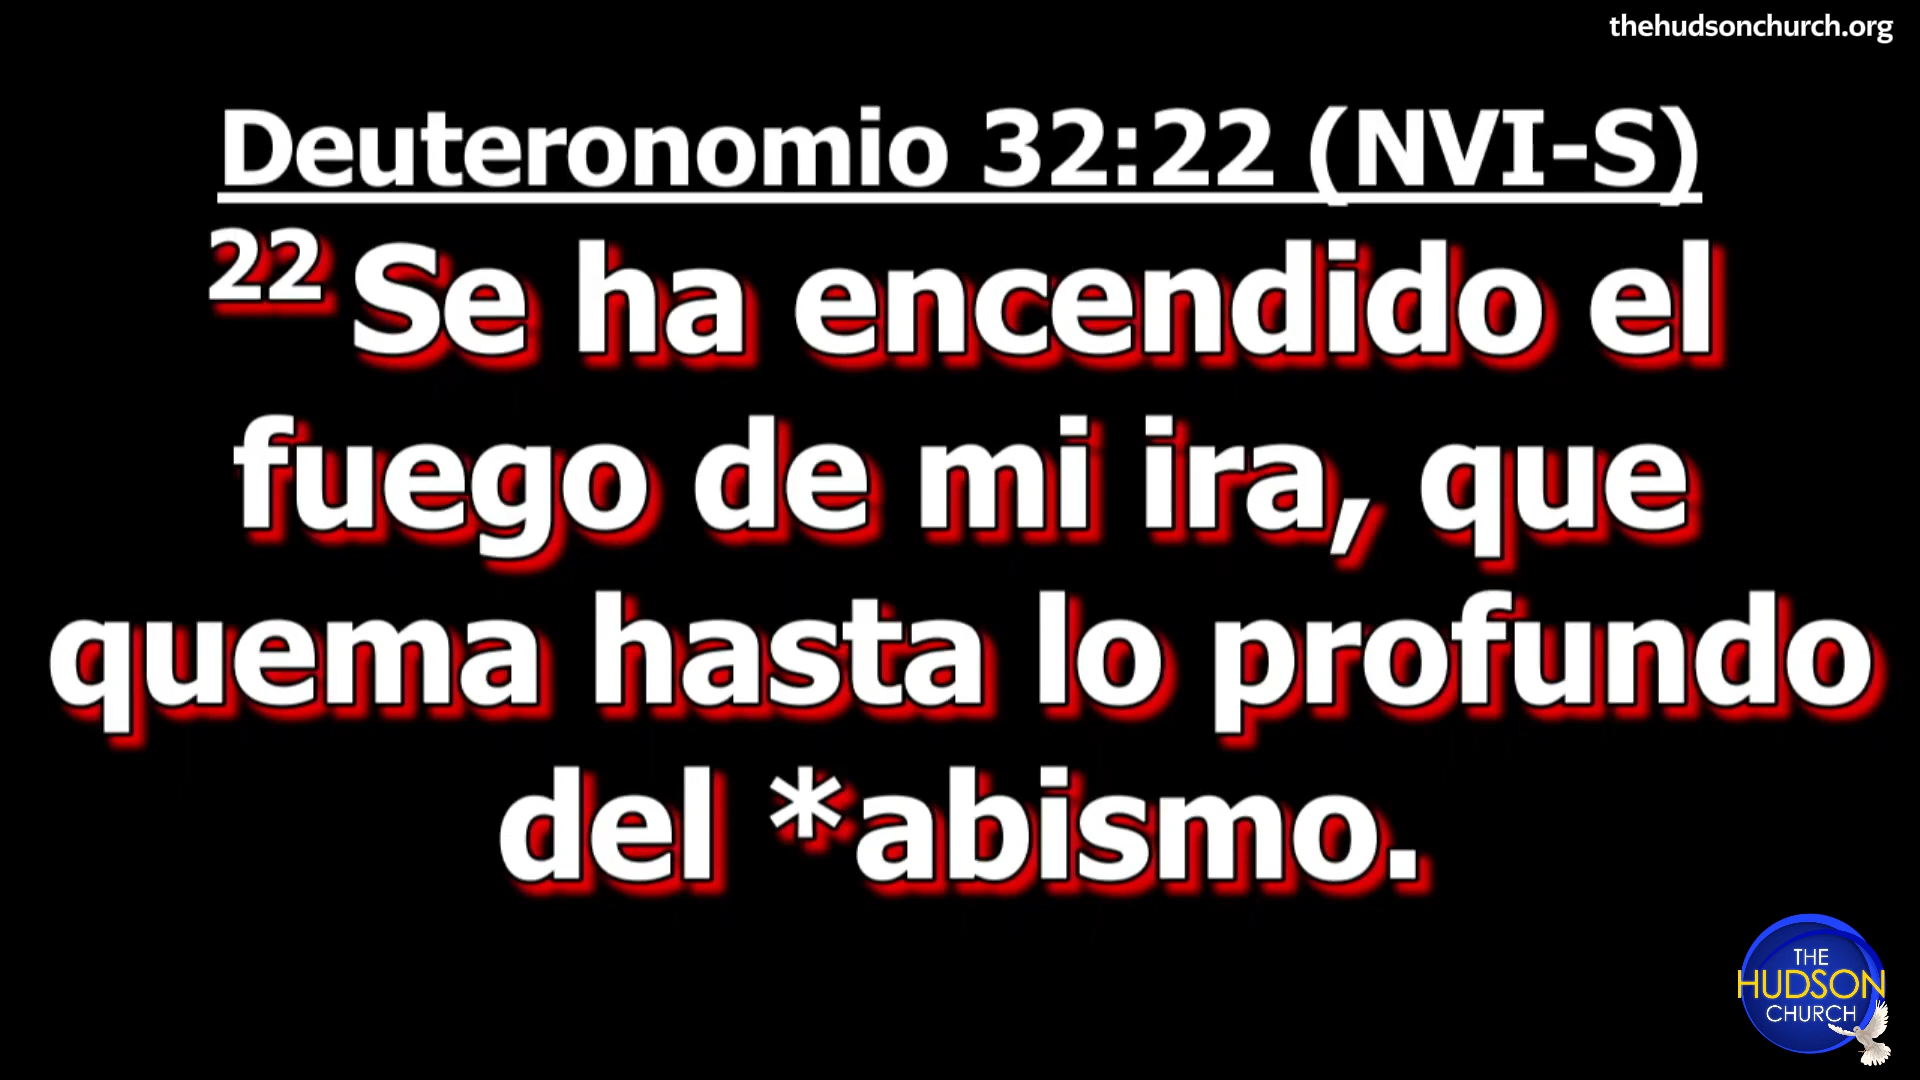 thehudsonchurch.org
Deuteronomio 32:22 (NVI-S)
22 Se ha encendido el
fuego de mi ira, que
quema hasta lo profundo
del *abismo.
THE
HUDSON
CHURCH